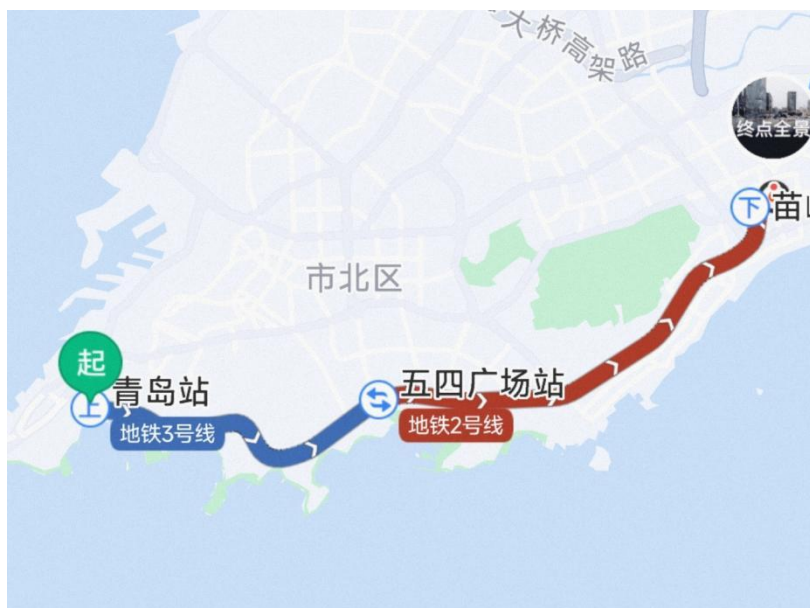 大桥高架路
终点全景
下
苗
市北区
起
青岛站
上
地铁3号线
五四广场站
地铁2号线